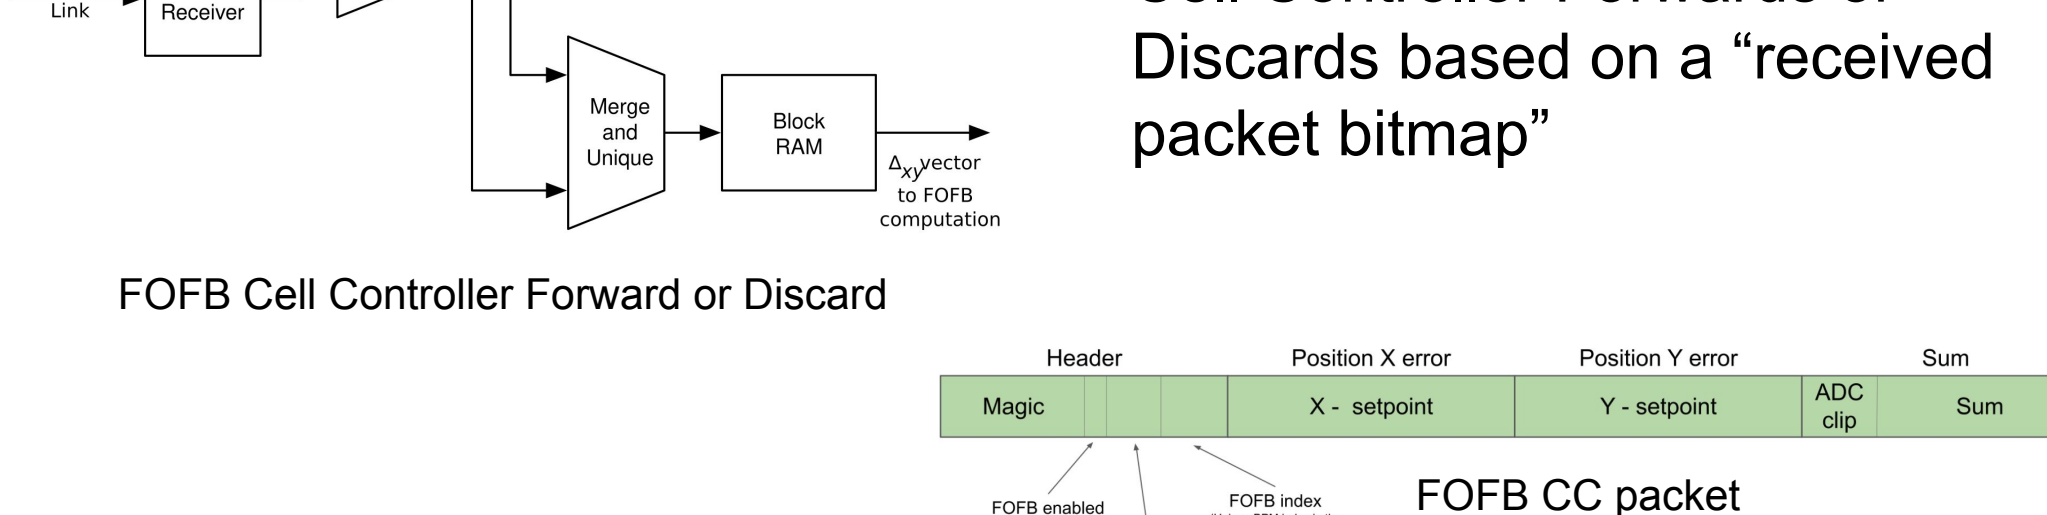 Link
Receiver
Discards based on a “received
packet bitmap”
Merge
and
Unique
Block
RAM
Δxy vector
to FOFB
computation
FOFB Cell Controller Forward or Discard
Header
Position X error
Position Y error
Sum
Magic
X - setpoint
Y - setpoint
ADC
clip
Sum
FOFB enabled
FOFB index
FOFB CC packet